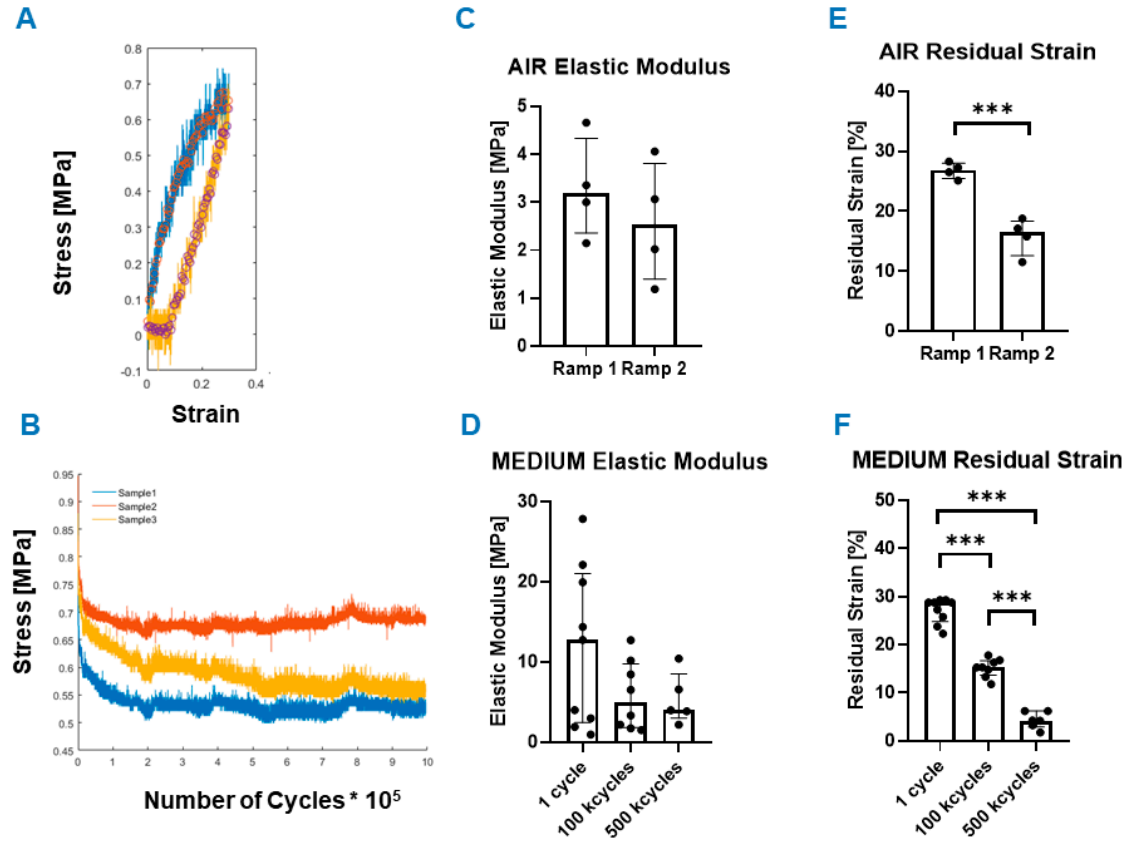 A
0.8
0.7
0.6
0.5
0.4
0.3
0.2
0.1
0
-0.1
Stress [MPa]
0 0.2 0.4
Strain
B
0.95
0.9
0.85
0.8
0.75
0.7
0.65
0.6
0.55
0.5
0.45
Stress [MPa]
Sample1
Sample2
Sample3
0 1 2 3 4 5 6 7 8 9 10
Number of Cycles * 10⁵
C
AIR Elastic Modulus
5
4
3
2
1
0
Elastic Modulus [MPa]
Ramp 1 Ramp 2
D
MEDIUM Elastic Modulus
30
20
10
0
Elastic Modulus [MPa]
1 cycle
100 kcycles
500 kcycles
E
AIR Residual Strain
40
30
20
10
0
Residual Strain [%]
***
Ramp 1 Ramp 2
F
MEDIUM Residual Strain
50
40
30
20
10
0
Residual Strain [%]
***
***
***
1 cycle
100 kcycles
500 kcycles